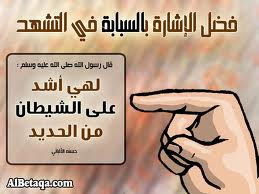 فضل الإشارة بالسبابة في التشهد
قال رسول الله صلى الله عليه وسلم :
لهي أشد
على الشيطان
من الحديد
حسنه الألباني
AlBetaqa.com